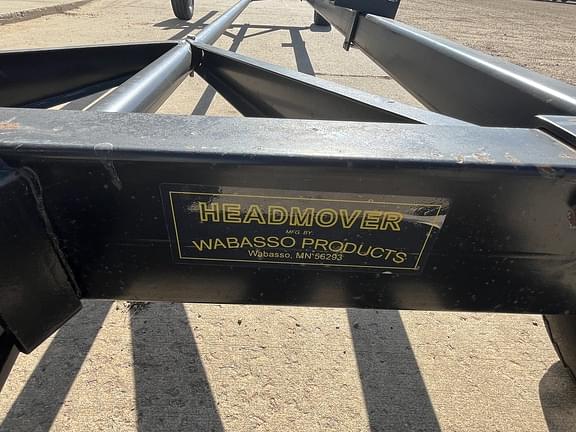 HEADMOVER
MFG. BY:
WABASSO PRODUCTS
Wabasso, MN 56293